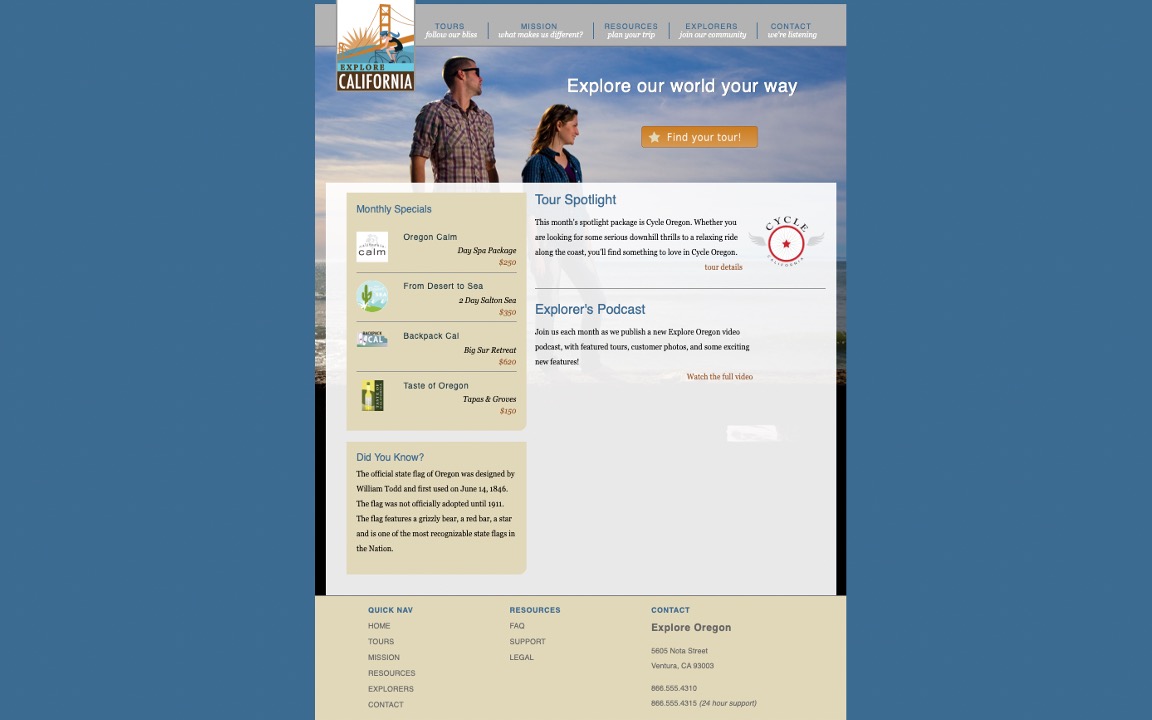 EXPLORE
CALIFORNIA
TOURS
follow our bliss
MISSION
what makes us different?
RESOURCES
plan your trip
EXPLORERS
join our community
CONTACT
we're listening
Explore our world your way
Find your tour!
Monthly Specials
california
calm
Oregon Calm
Day Spa Package
$250
From Desert to Sea
2 Day Salton Sea
$350
BACKPACK
CAL
Backpack Cal
Big Sur Retreat
$620
Taste of Oregon
Tapas & Groves
$150
Did You Know?
The official state flag of Oregon was designed by
William Todd and first used on June 14, 1846.
The flag was not officially adopted until 1911.
The flag features a grizzly bear, a red bar, a star
and is one of the most recognizable state flags in
the Nation.
Tour Spotlight
This month's spotlight package is Cycle Oregon. Whether you
are looking for some serious downhill thrills to a relaxing ride
along the coast, you'll find something to love in Cycle Oregon.
tour details
CYCLE
CALIFORNIA
Explorer's Podcast
Join us each month as we publish a new Explore Oregon video
podcast, with featured tours, customer photos, and some exciting
new features!
Watch the full video
QUICK NAV
HOME
TOURS
MISSION
RESOURCES
EXPLORERS
CONTACT
RESOURCES
FAQ
SUPPORT
LEGAL
CONTACT
Explore Oregon
5605 Nota Street
Ventura, CA 93003
866.555.4310
866.555.4315 (24 hour support)